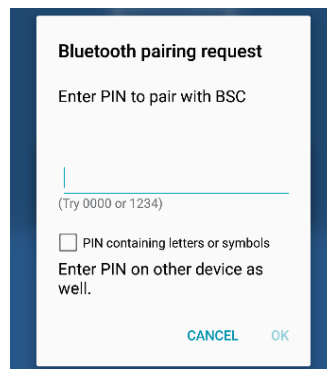 Bluetooth pairing request
Enter PIN to pair with BSC
(Try 0000 or 1234)
PIN containing letters or symbols
Enter PIN on other device as
well.
CANCEL OK